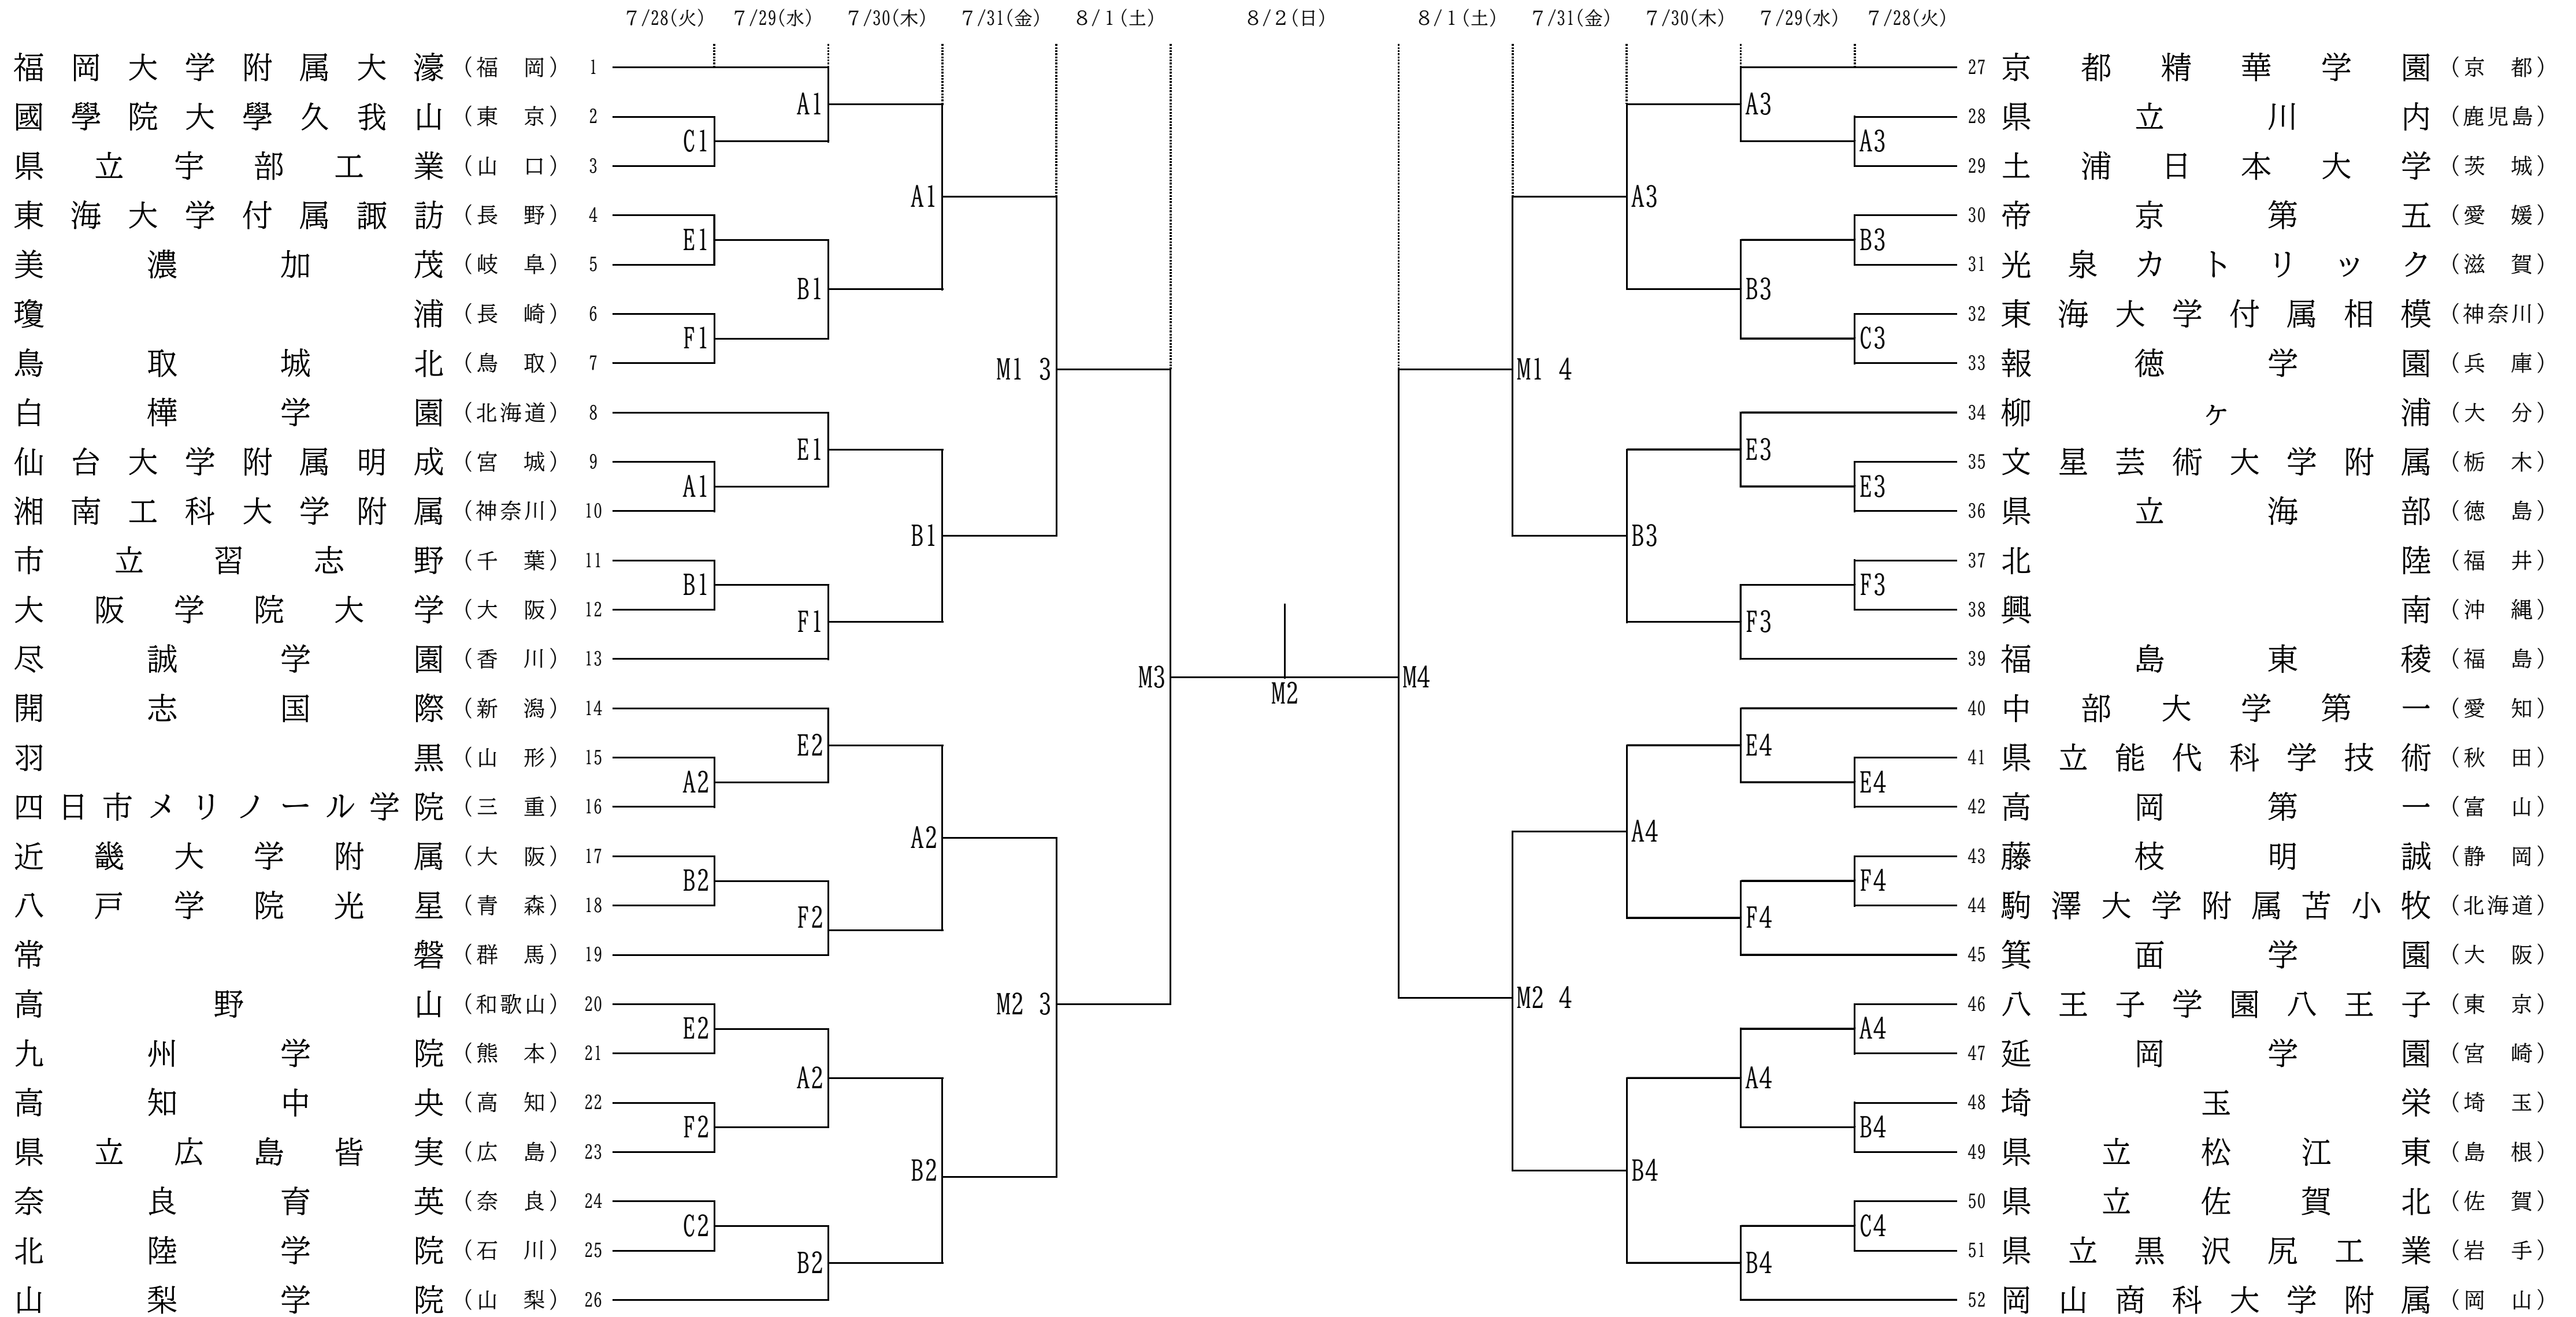 7/28(火) 7/29(水) 7/30(木) 7/31(金) 8/1(土) 8/2(日) 8/1(土) 7/31(金) 7/30(木) 7/29(水) 7/28(火)
福岡大学附属大濠 (福岡) 1
國學院大學久我山 (東京) 2
県立宇部工業 (山口) 3
東海大学付属諏訪 (長野) 4
美濃加茂 (岐阜) 5
瓊浦 (長崎) 6
鳥取城北 (鳥取) 7
白樺学園 (北海道) 8
仙台大学附属明成 (宮城) 9
湘南工科大学附属 (神奈川) 10
市立習志野 (千葉) 11
大阪学院大学 (大阪) 12
尽誠学園 (香川) 13
開志国際 (新潟) 14
羽黒 (山形) 15
四日市メリノール学院 (三重) 16
近畿大学附属 (大阪) 17
八戸学院光星 (青森) 18
常磐 (群馬) 19
高野山 (和歌山) 20
九州学院 (熊本) 21
高知中央 (高知) 22
県立広島皆実 (広島) 23
奈良育英 (奈良) 24
北陸学院 (石川) 25
山梨学院 (山梨) 26
C1
E1
F1
A1
B1
A2
B2
E2
F2
C2
A1
B1
E1
F1
E2
F2
A2
B2
A1
B1
A2
B2
M1 3
M2 3
M3
M2
M4
M1 4
M2 4
A3
B3
A4
B4
A3
B3
E3
F3
E4
F4
A4
B4
A3
B3
C3
E3
F3
E4
F4
A4
B4
C4
27 京都精華学園 (京都)
28 県立川内 (鹿児島)
29 土浦日本大学 (茨城)
30 帝京第五 (愛媛)
31 光泉カトリック (滋賀)
32 東海大学付属相模 (神奈川)
33 報徳学園 (兵庫)
34 柳ヶ浦 (大分)
35 文星芸術大学附属 (栃木)
36 県立海部 (徳島)
37 北陸 (福井)
38 興南 (沖縄)
39 福島東稜 (福島)
40 中部大学第一 (愛知)
41 県立能代科学技術 (秋田)
42 高岡第一 (富山)
43 藤枝明誠 (静岡)
44 駒澤大学附属苫小牧 (北海道)
45 箕面学園 (大阪)
46 八王子学園八王子 (東京)
47 延岡学園 (宮崎)
48 埼玉栄 (埼玉)
49 県立松江東 (島根)
50 県立佐賀北 (佐賀)
51 県立黒沢尻工業 (岩手)
52 岡山商科大学附属 (岡山)